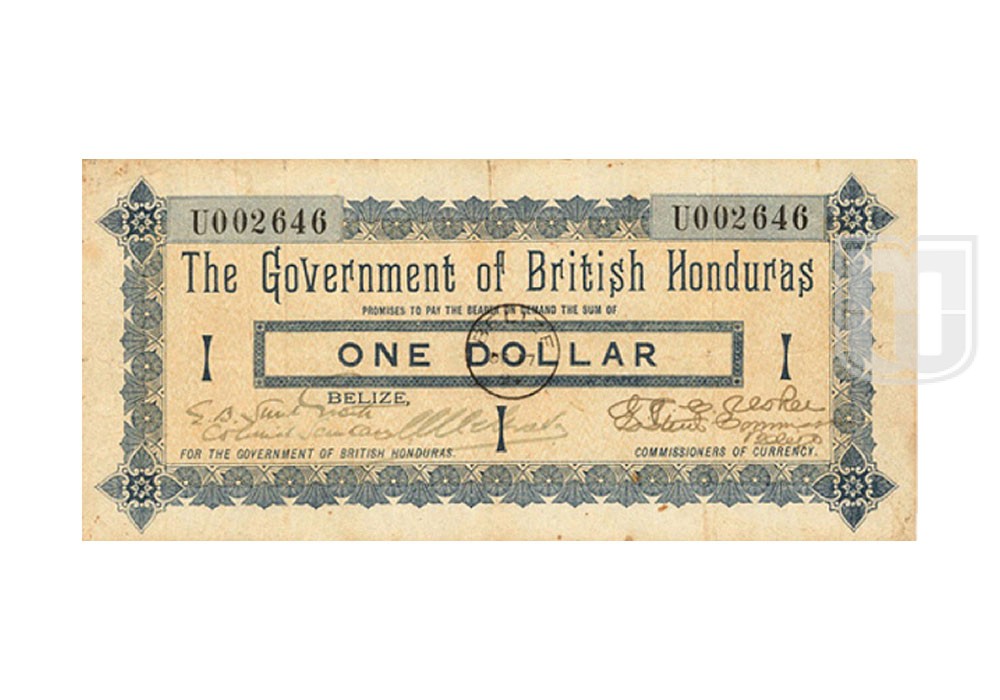 U002646 U002646
The Government of British Honduras
PROMISES TO PAY THE BEARER ON DEMAND THE SUM OF
I ONE DOLLAR I
BELIZE
BELIZE,
I
FOR THE GOVERNMENT OF BRITISH HONDURAS. COMMISSIONERS OF CURRENCY.